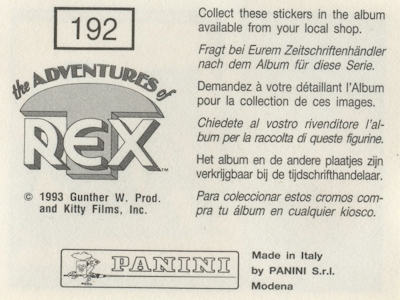 192
the ADVENTURES of
T REX™
© 1993 Gunther W. Prod.
and Kitty Films, Inc.
Collect these stickers in the album
available from your local shop.
Fragt bei Eurem Zeitschriftenhändler
nach dem Album für diese Serie.
Demandez à votre détaillant l'Album
pour la collection de ces images.
Chiedete al vostro rivenditore l'al-
bum per la raccolta di queste figurine.
Het album en de andere plaatjes zijn
verkrijgbaar bij de tijdschrifthandelaar.
Para coleccionar estos cromos com-
pra tu álbum en cualquier kiosco.
PANINI
Made in Italy
by PANINI S.r.l.
Modena